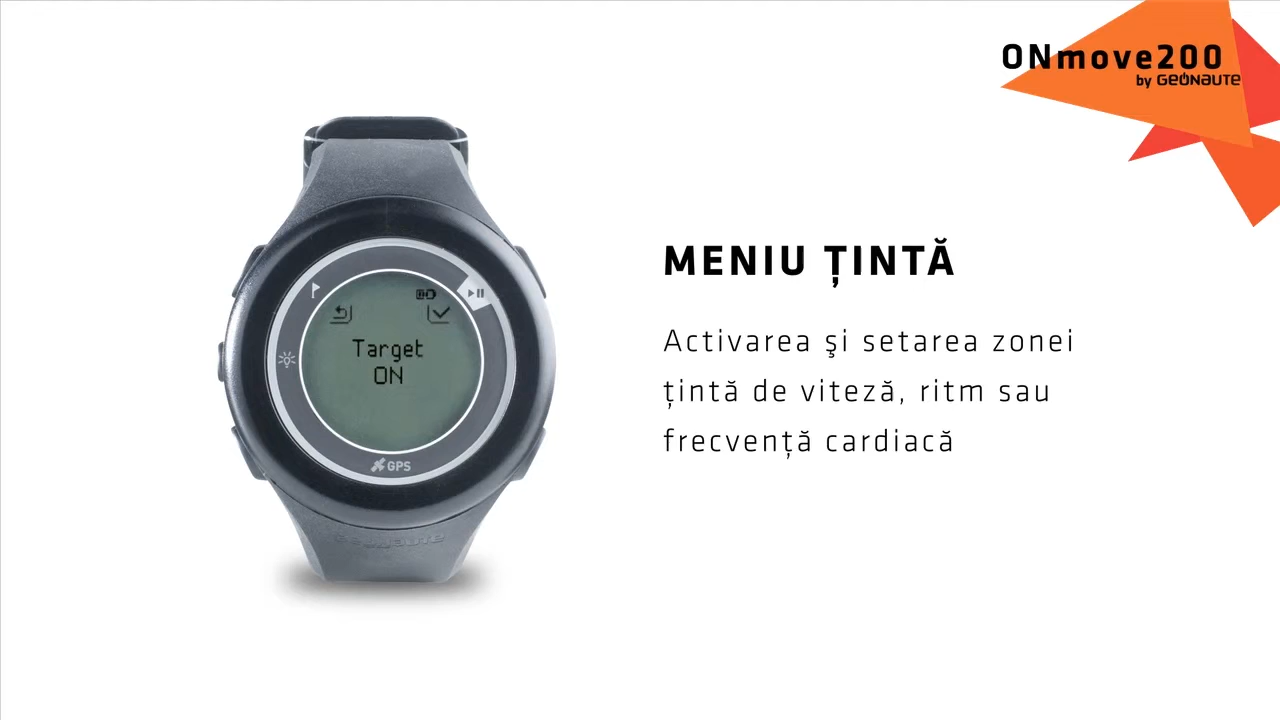 ONmove200
by GEONAUTE
MENIU ȚINTĂ
Activarea şi setarea zonei
țintă de viteză, ritm sau
frecvență cardiacă
Target
ON
GPS
GEONAUTE